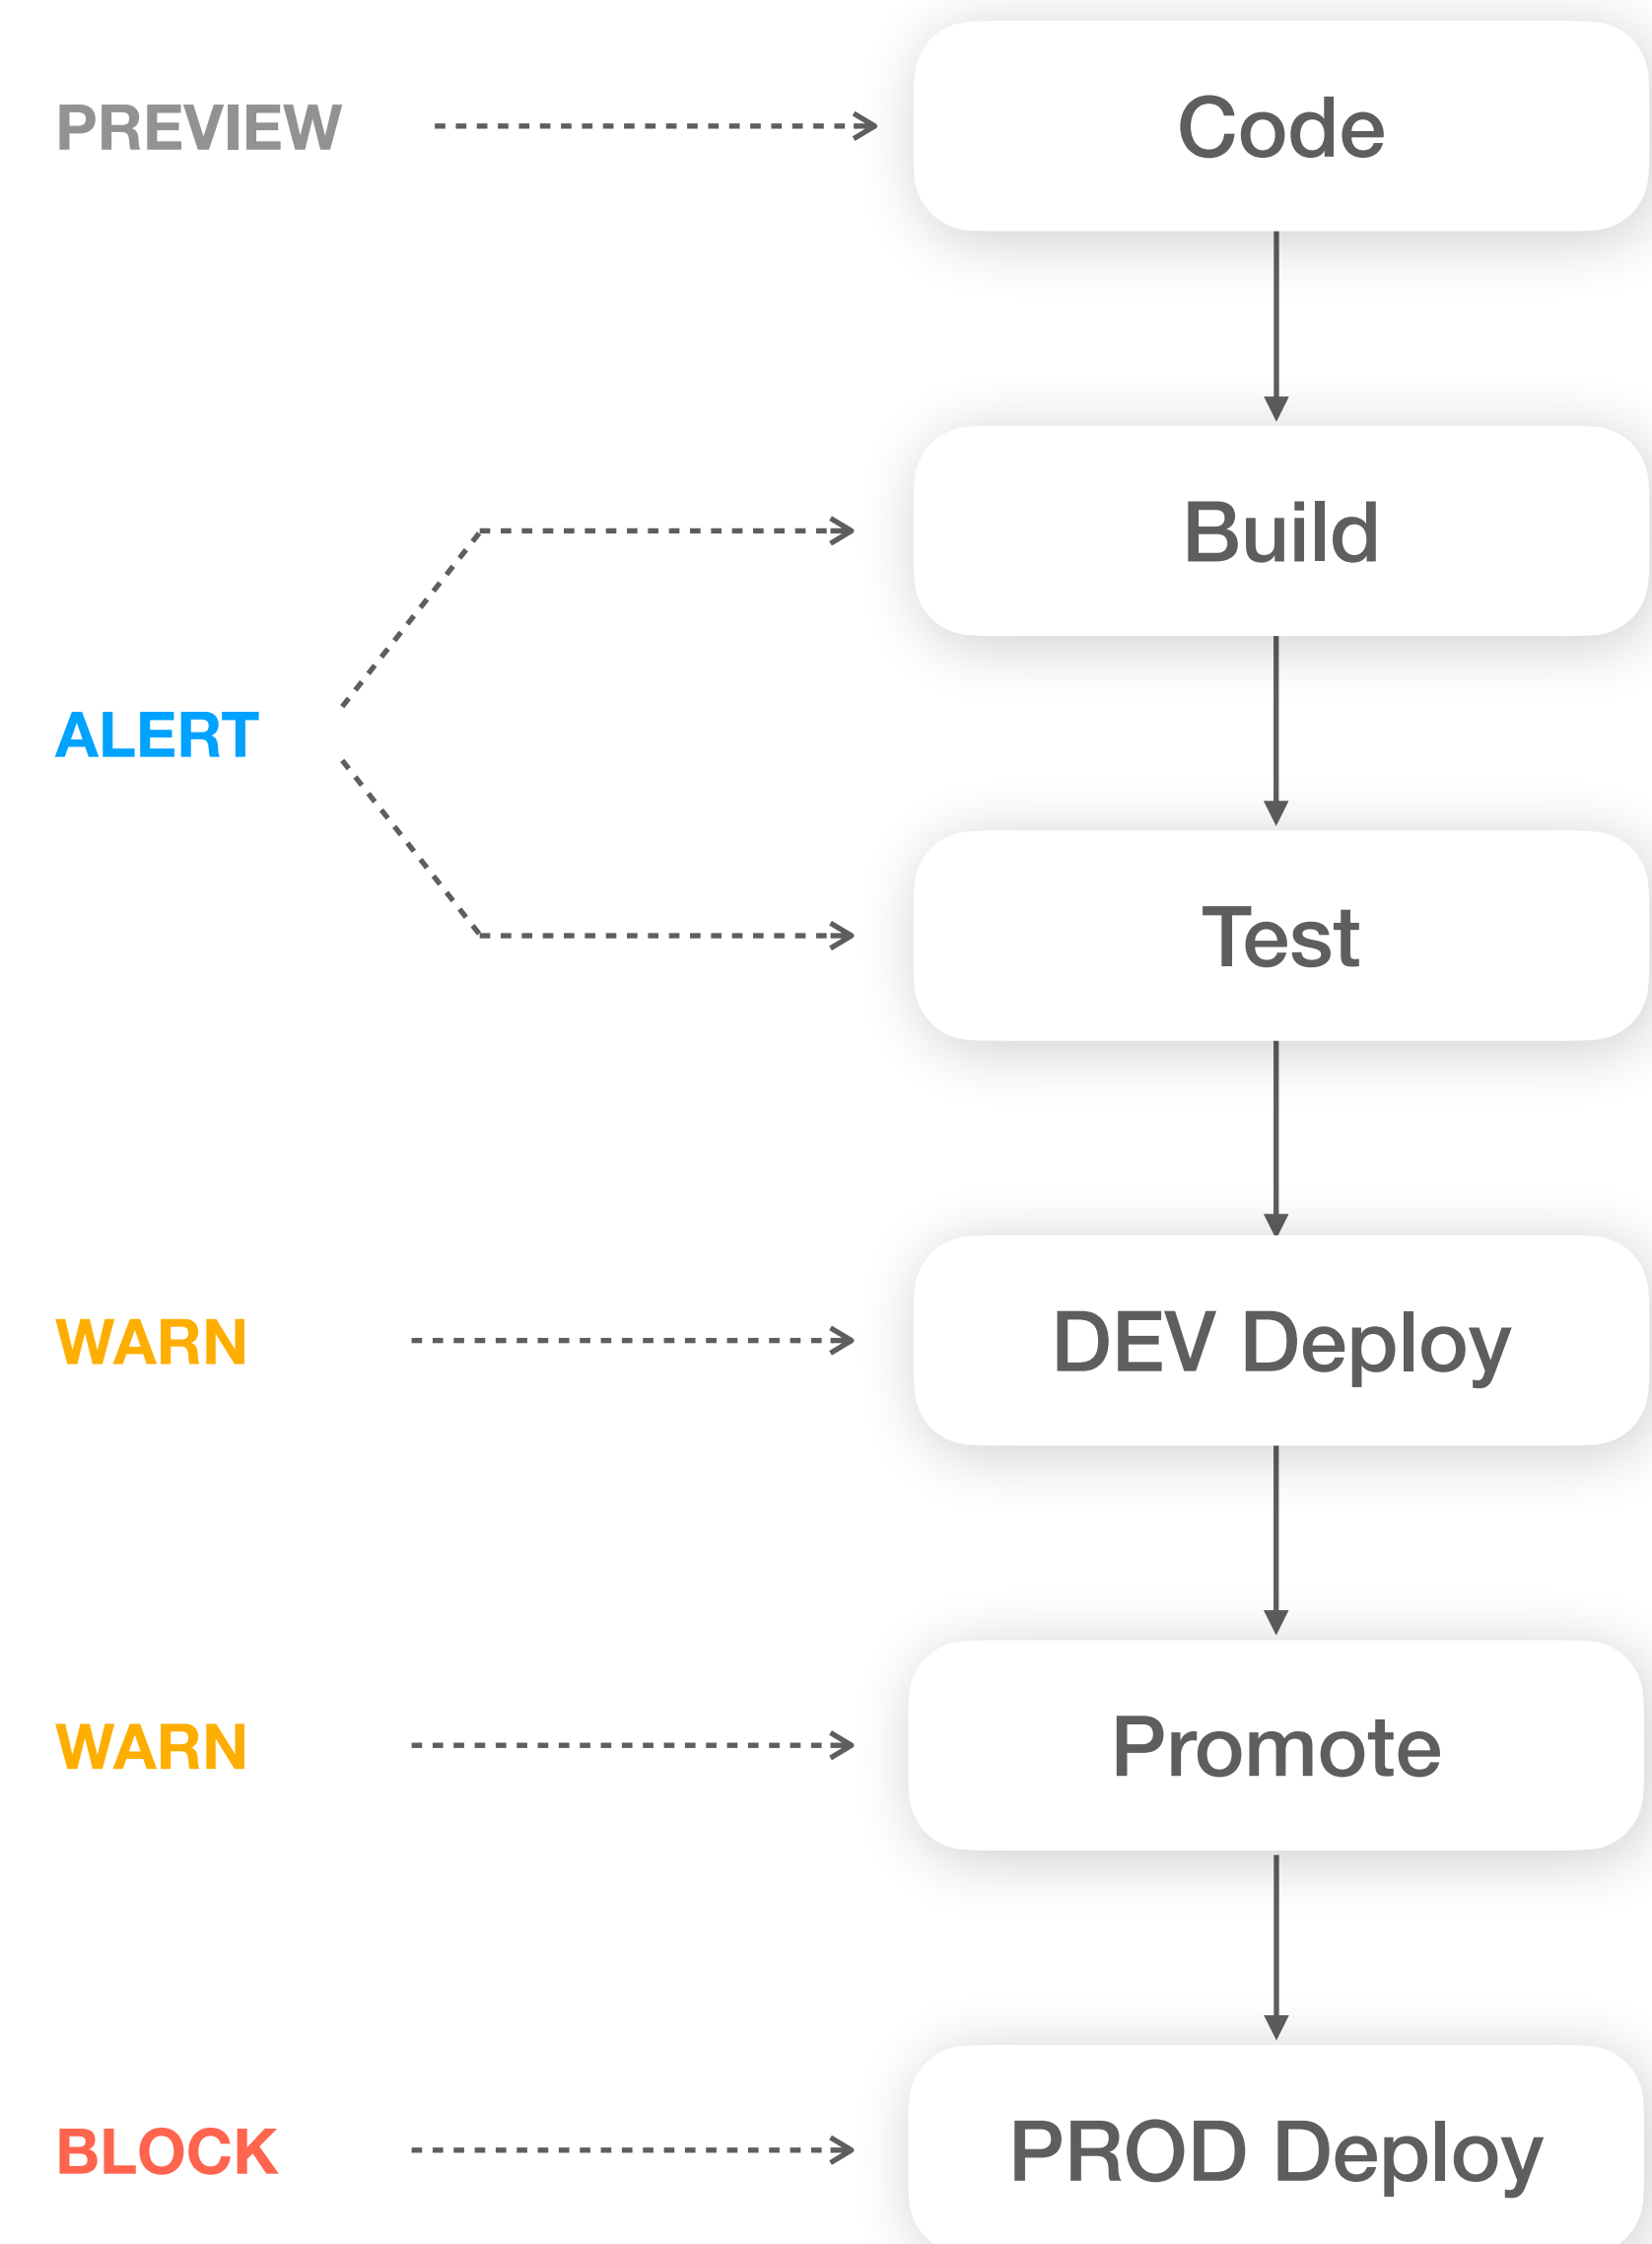 PREVIEW
Code
Build
ALERT
Test
WARN
DEV Deploy
WARN
Promote
BLOCK
PROD Deploy